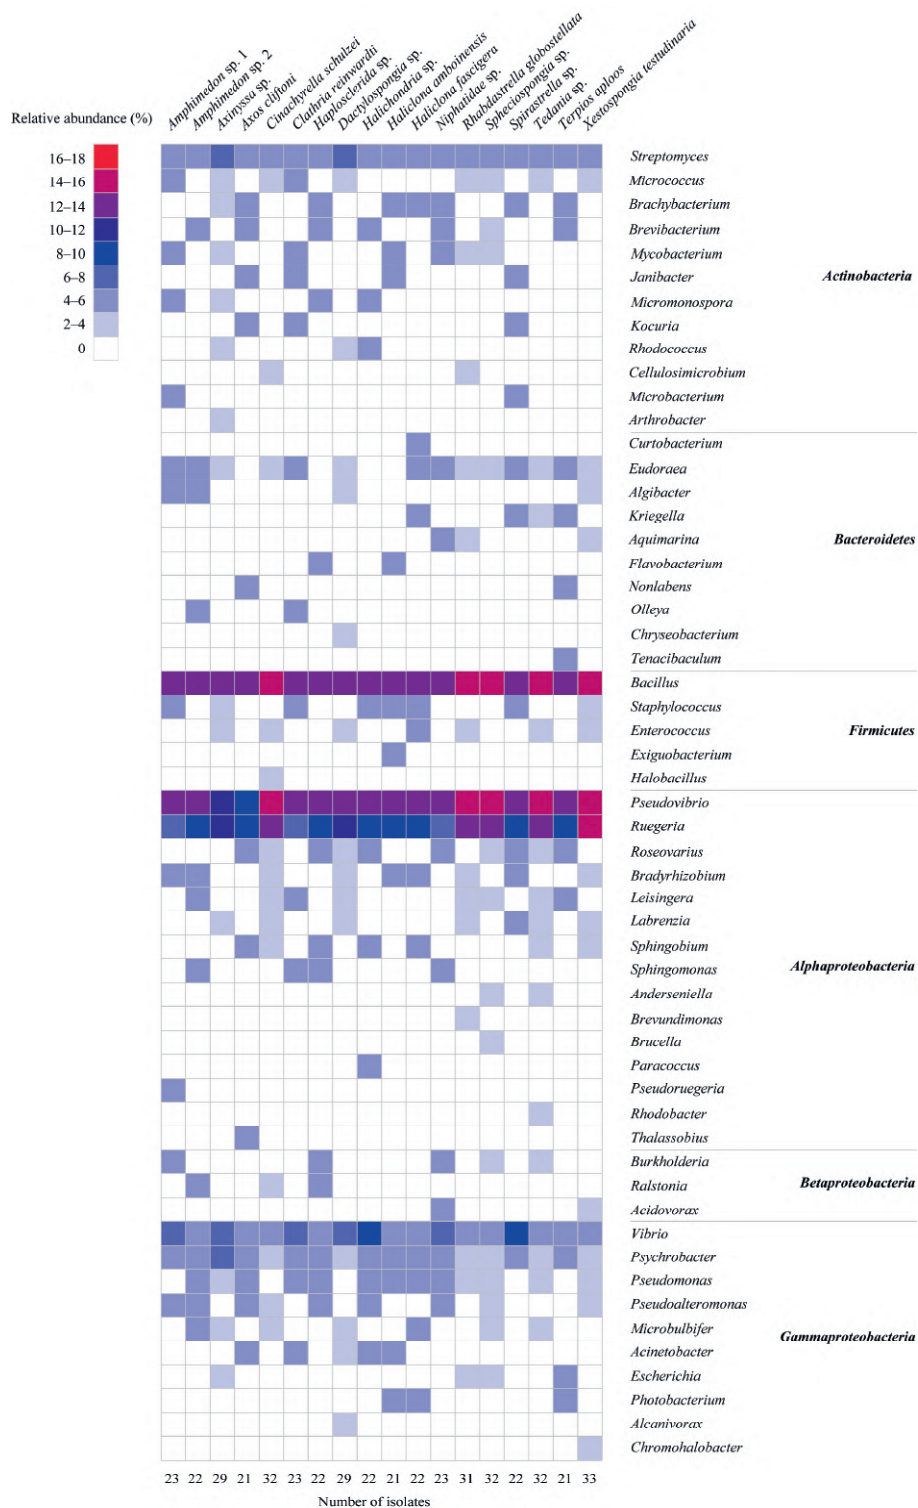 Amphimedon sp. 1
Amphimedon sp. 2
Axinyssa sp.
Axos cliftoni
Cinachyrella schulzei
Clathria reinwardti
Haplosclerida sp.
Dactylospongia sp.
Halichondria sp.
Haliclona amboinensis
Haliclona fascigera
Niphatidae sp.
Rhabdastrella globostellata
Spheciospongia sp.
Spirastrella sp.
Tedania sp.
Terpios aploos
Xestospongia testudinaria
Relative abundance (%)
16–18
14–16
12–14
10–12
8–10
6–8
4–6
2–4
0
Streptomyces
Micrococcus
Brachybacterium
Brevibacterium
Mycobacterium
Janibacter
Actinobacteria
Micromonospora
Kocuria
Rhodococcus
Cellulosimicrobium
Microbacterium
Arthrobacter
Curtobacterium
Eudoraea
Algibacter
Kriegella
Aquimarina
Bacteroidetes
Flavobacterium
Nonlabens
Olleya
Chryseobacterium
Tenacibaculum
Bacillus
Staphylococcus
Enterococcus
Firmicutes
Exiguobacterium
Halobacillus
Pseudovibrio
Ruegeria
Roseovarius
Bradyrhizobium
Leisingera
Labrenzia
Sphingobium
Sphingomonas
Alphaproteobacteria
Anderseniella
Brevundimonas
Brucella
Paracoccus
Pseudoruegeria
Rhodobacter
Thalassobius
Burkholderia
Ralstonia
Betaproteobacteria
Acidovorax
Vibrio
Psychrobacter
Pseudomonas
Pseudoalteromonas
Microbulbifer
Gammaproteobacteria
Acinetobacter
Escherichia
Photobacterium
Alcanivorax
Chromohalobacter
23 22 29 21 32 23 22 29 22 21 22 23 31 32 22 32 21 33
Number of isolates